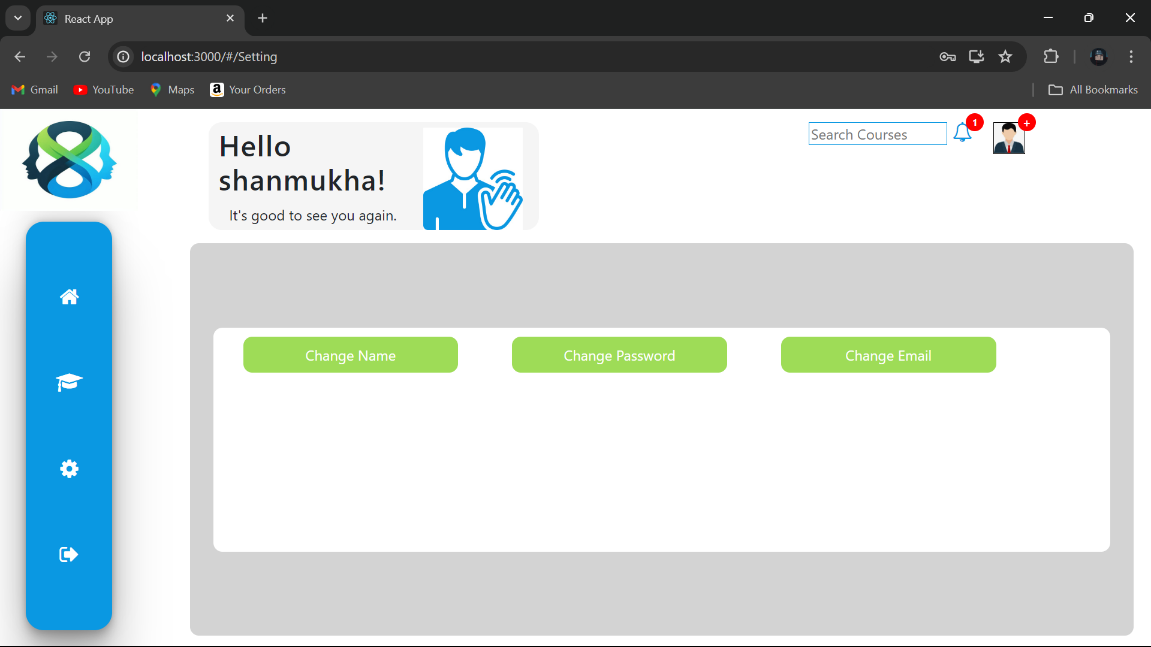 React App
localhost:3000/#/Setting
Gmail YouTube Maps Your Orders All Bookmarks
Hello
shanmukha!
It's good to see you again.
Search Courses
1
+
Change Name Change Password Change Email